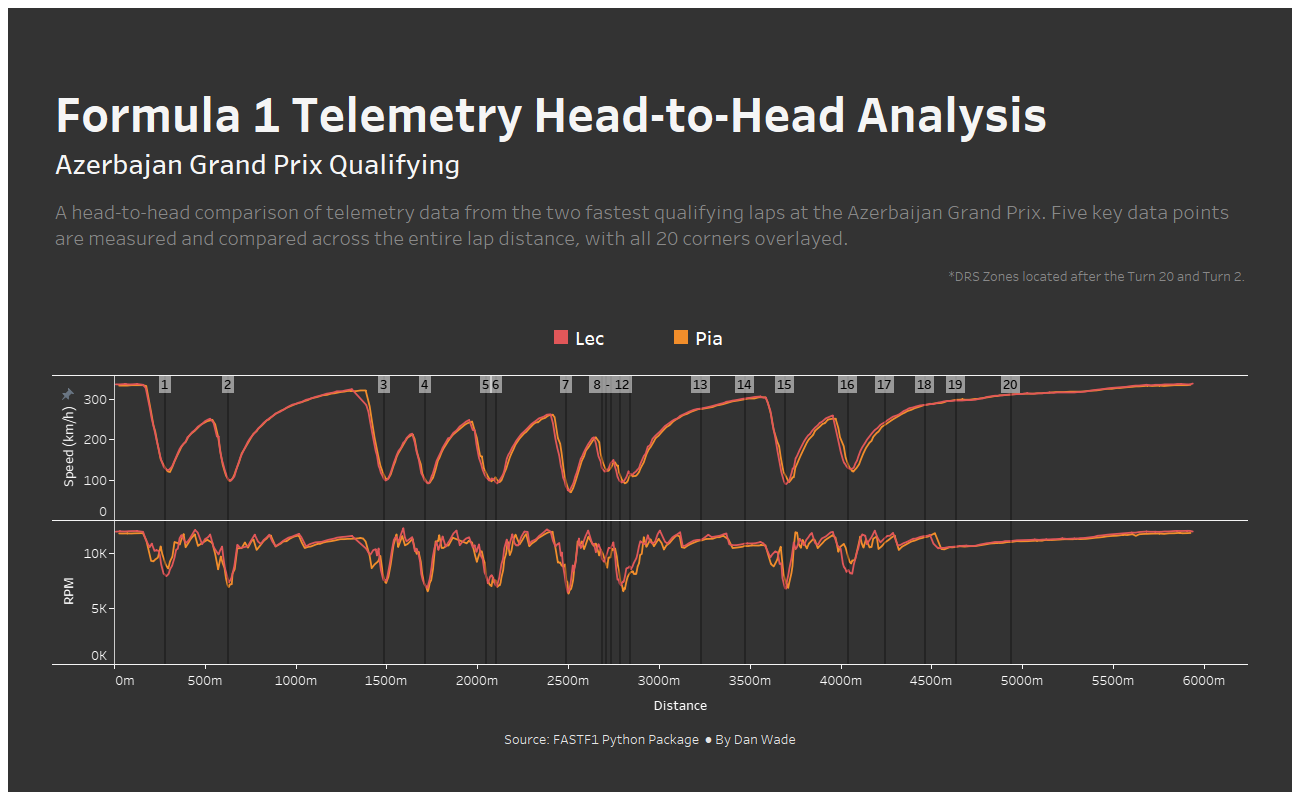 Formula 1 Telemetry Head-to-Head Analysis
Azerbajan Grand Prix Qualifying
A head-to-head comparison of telemetry data from the two fastest qualifying laps at the Azerbaijan Grand Prix. Five key data points
are measured and compared across the entire lap distance, with all 20 corners overlayed.
*DRS Zones located after the Turn 20 and Turn 2.
Lec Pia
1 2 3 4 5 6 7 8 - 12 13 14 15 16 17 18 19 20
Speed (km/h)
300
200
100
0
RPM
10K
5K
0K
0m 500m 1000m 1500m 2000m 2500m 3000m 3500m 4000m 4500m 5000m 5500m 6000m
Distance
Source: FASTF1 Python Package ● By Dan Wade